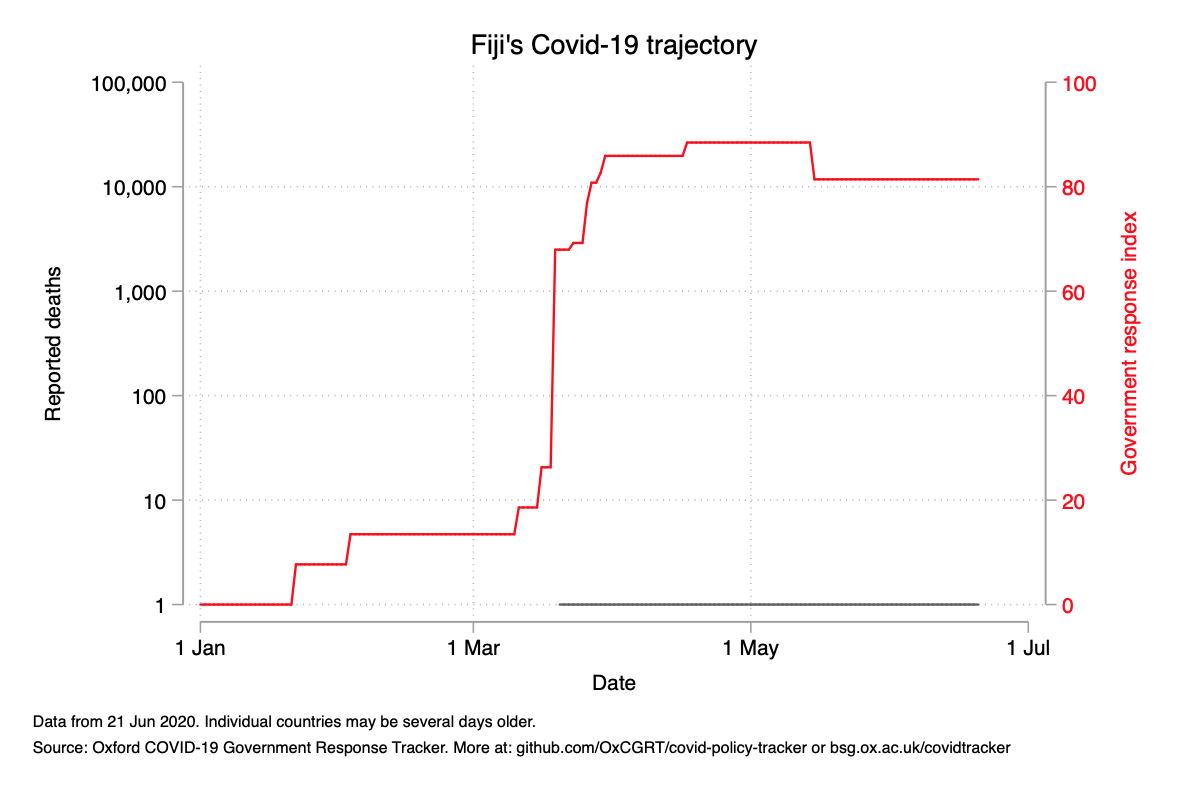 Fiji's Covid-19 trajectory
100,000
10,000
1,000
100
10
1
Reported deaths
100
80
60
40
20
0
Government response index
1 Jan
1 Mar
1 May
1 Jul
Date
Data from 21 Jun 2020. Individual countries may be several days older.
Source: Oxford COVID-19 Government Response Tracker. More at: github.com/OxCGRT/covid-policy-tracker or bsg.ox.ac.uk/covidtracker